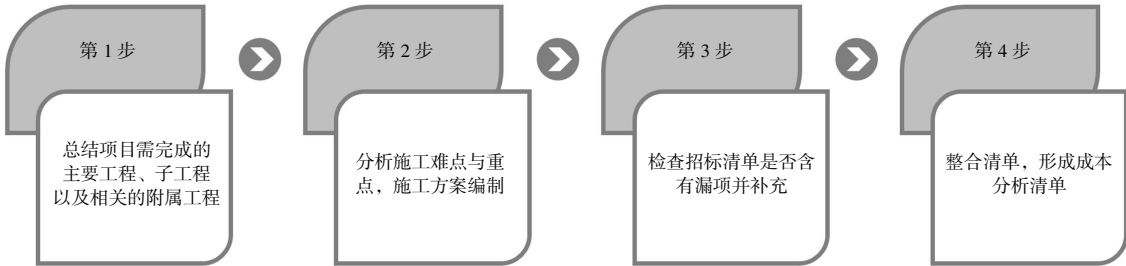 第 1 步
总结项目需完成的
主要工程、子工程
以及相关的附属工程
第 2 步
分析施工难点与重
点，施工方案编制
第 3 步
检查招标清单是否含
有漏项并补充
第 4 步
整合清单，形成成本
分析清单